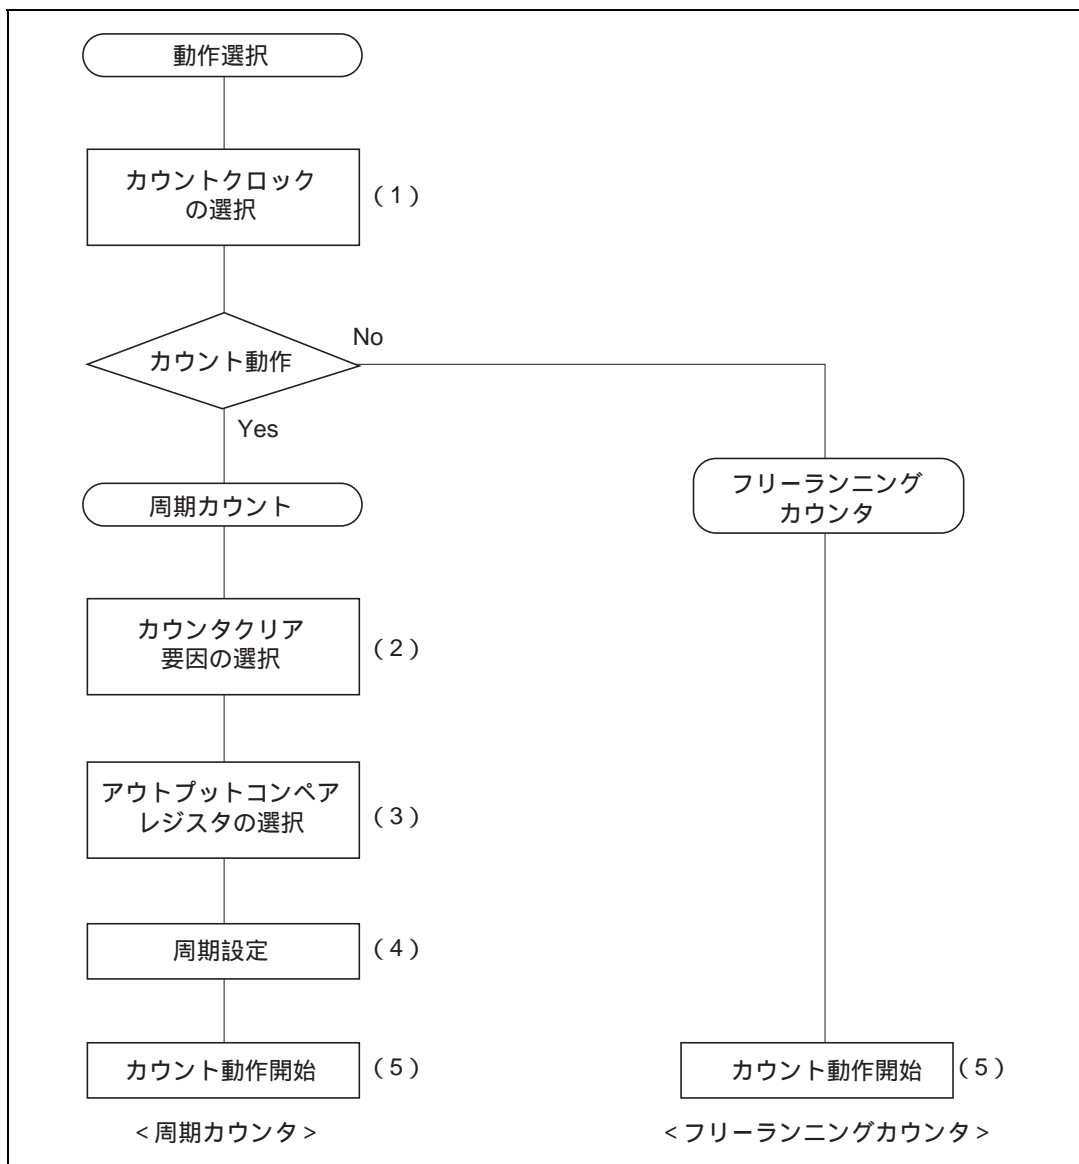 動作選択
カウントクロック
の選択
（1）
カウント動作
No
Yes
周期カウント
フリーランニング
カウンタ
カウンタクリア
要因の選択
（2）
アウトプットコンペア
レジスタの選択
（3）
周期設定
（4）
カウント動作開始
（5）
カウント動作開始
（5）
<周期カウンタ>
<フリーランニングカウンタ>